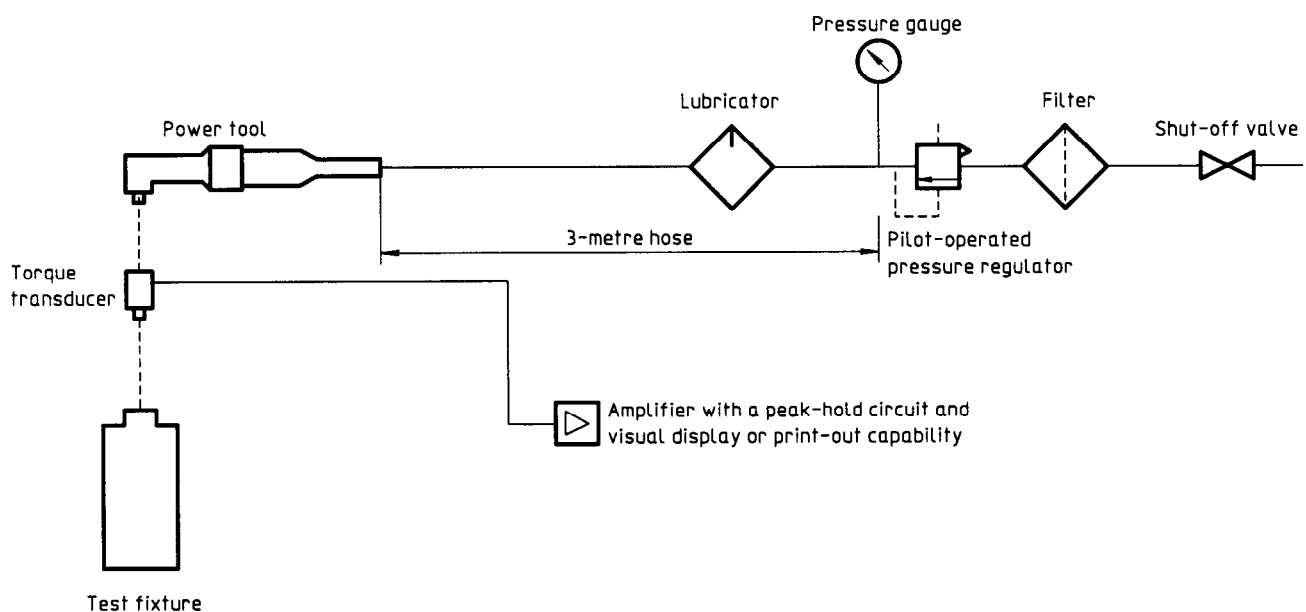 Pressure gauge
Lubricator
Filter
Power tool
Shut-off valve
3-metre hose
Pilot-operated
pressure regulator
Torque
transducer
Amplifier with a peak-hold circuit and
visual display or print-out capability
Test fixture